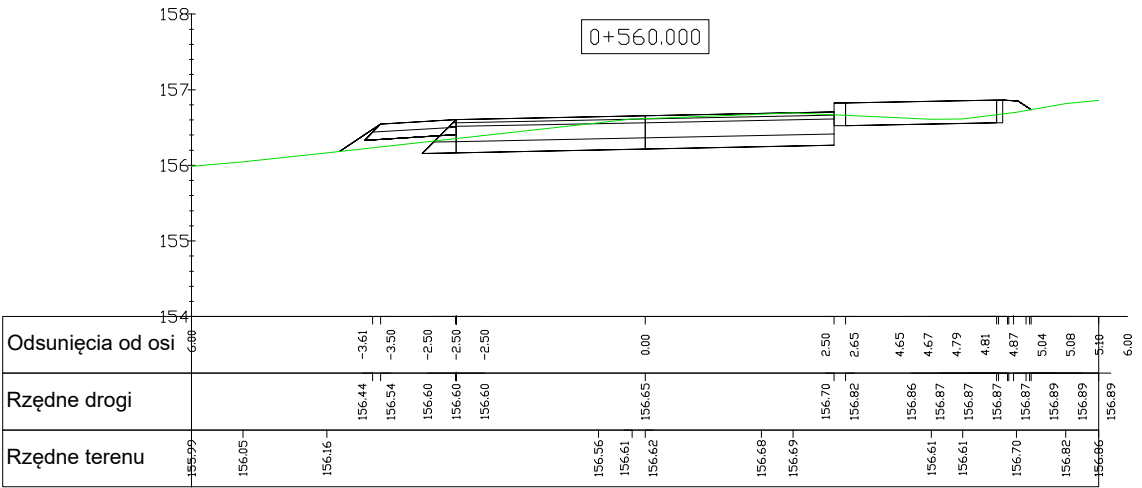 158
0+560.000
157
156
155
154
Odsunięcia od osi 6.00 -3.61 -3.50 -2.50 -2.50 -2.50 0.00 2.50 2.65 4.65 4.67 4.79 4.81 4.87 5.04 5.08 5.10 6.00
Rzędne drogi 156.44 156.54 156.60 156.60 156.60 156.65 156.70 156.82 156.86 156.87 156.87 156.87 156.87 156.89 156.89 156.89
Rzędne terenu 155.99 156.05 156.16 156.56 156.61 156.62 156.68 156.69 156.61 156.61 156.70 156.82 156.86